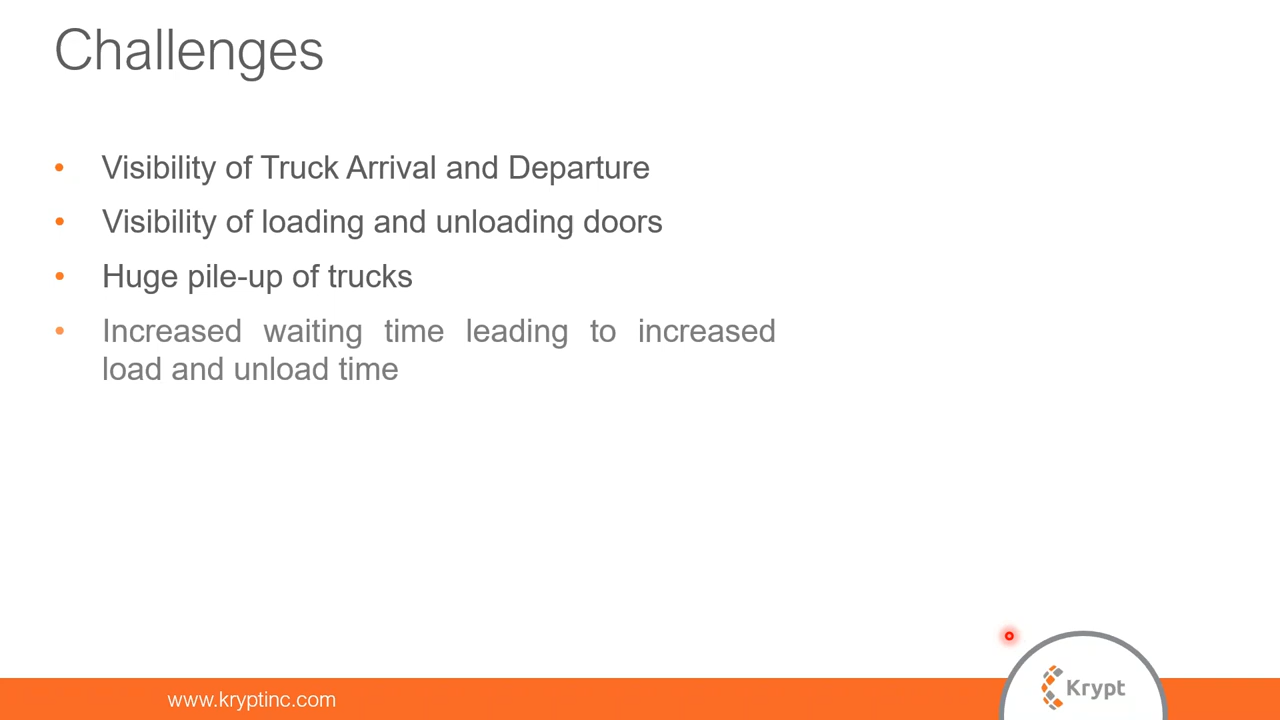 Challenges
• Visibility of Truck Arrival and Departure
• Visibility of loading and unloading doors
• Huge pile-up of trucks
• Increased waiting time leading to increased
load and unload time
www.kryptinc.com
Krypt